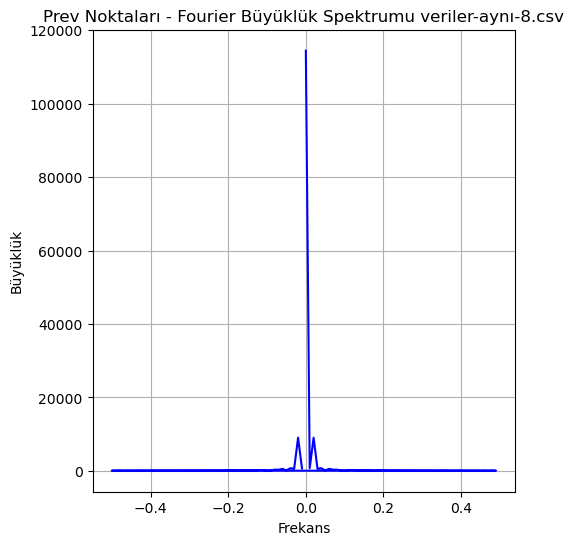 Prev Noktaları - Fourier Büyüklük Spektrumu veriler-aynı-8.csv
120000
100000
80000
60000
40000
20000
0
Büyüklük
−0.4 −0.2 0.0 0.2 0.4
Frekans